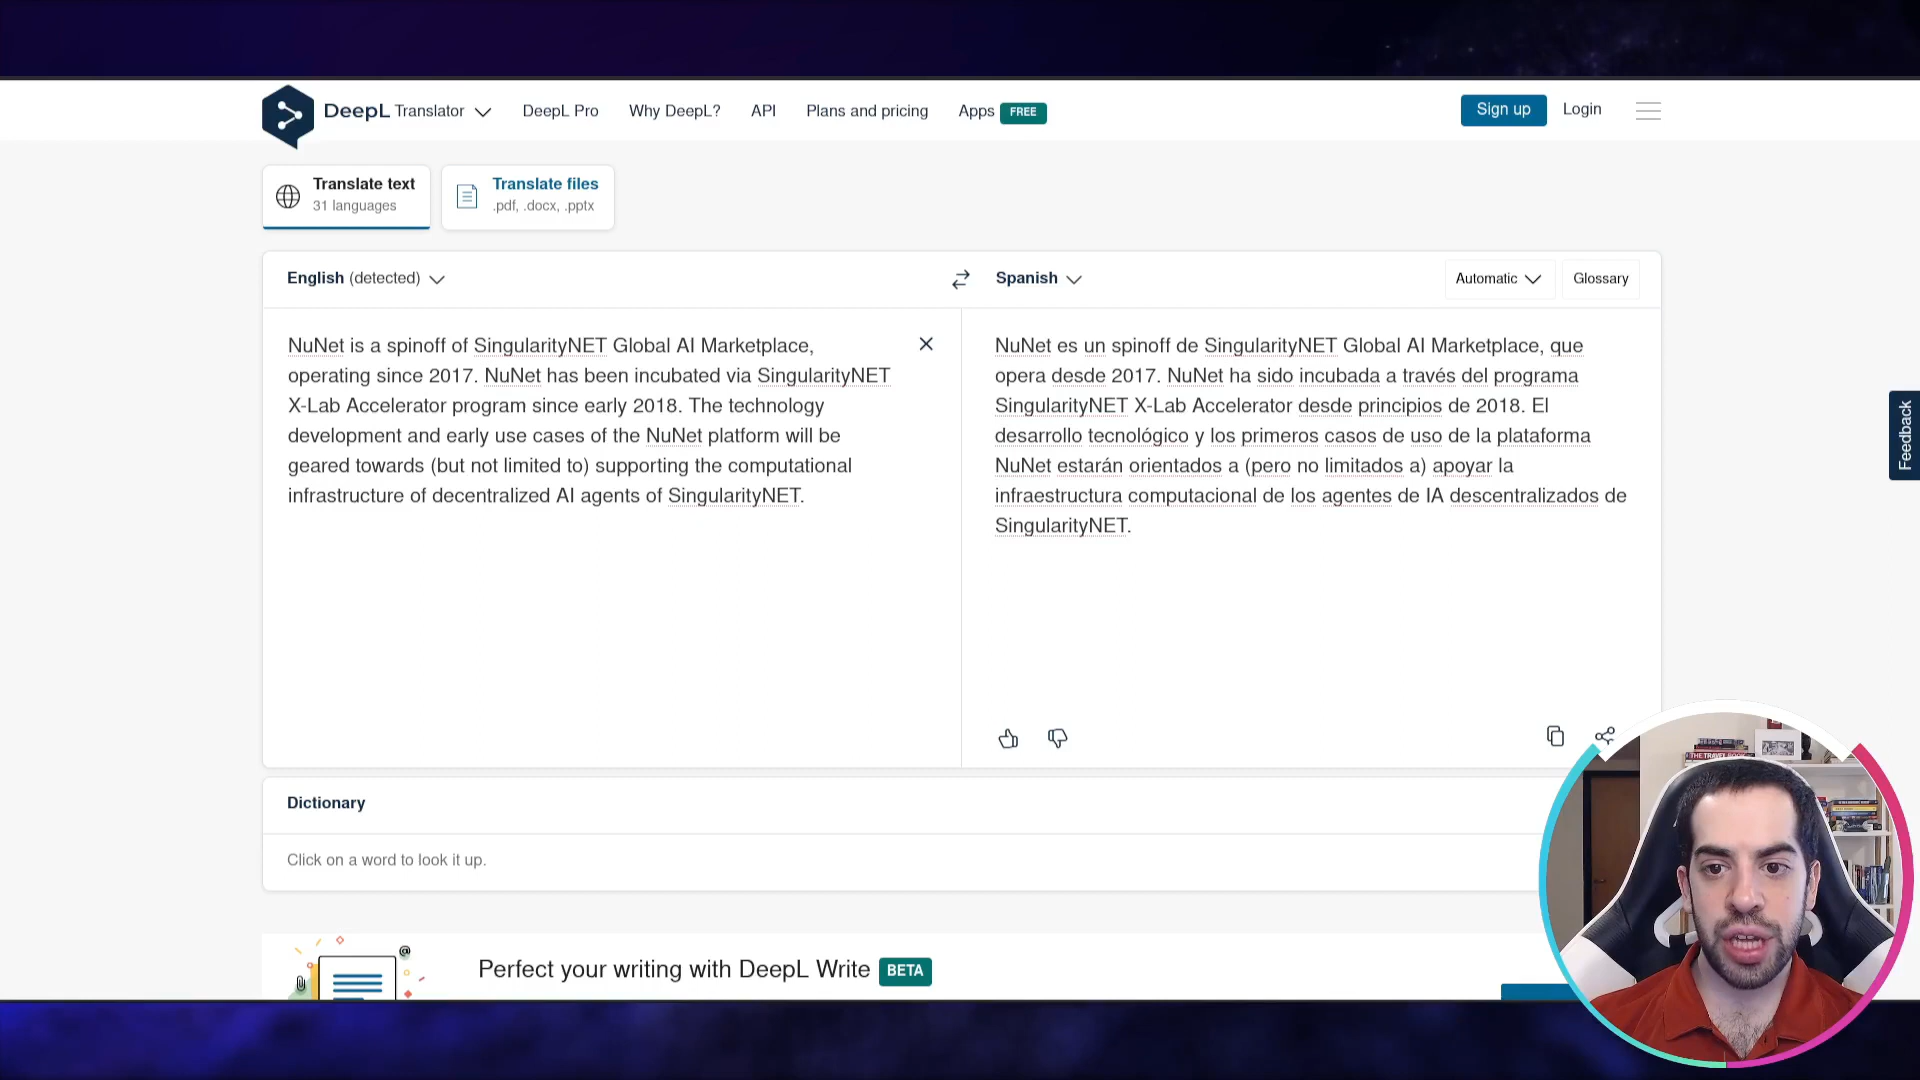 DeepL Translator
DeepL Pro
Why DeepL?
API
Plans and pricing
Apps FREE
Sign up
Login
Translate text
31 languages
Translate files
.pdf, .docx, .pptx
English (detected)
Spanish
Automatic
Glossary
NuNet is a spinoff of SingularityNET Global AI Marketplace,
operating since 2017. NuNet has been incubated via SingularityNET
X-Lab Accelerator program since early 2018. The technology
development and early use cases of the NuNet platform will be
geared towards (but not limited to) supporting the computational
infrastructure of decentralized AI agents of SingularityNET.
NuNet es un spinoff de SingularityNET Global AI Marketplace, que
opera desde 2017. NuNet ha sido incubada a través del programa
SingularityNET X-Lab Accelerator desde principios de 2018. El
desarrollo tecnológico y los primeros casos de uso de la plataforma
NuNet estarán orientados a (pero no limitados a) apoyar la
infraestructura computacional de los agentes de IA descentralizados de
SingularityNET.
Feedback
Dictionary
Click on a word to look it up.
Perfect your writing with DeepL Write BETA